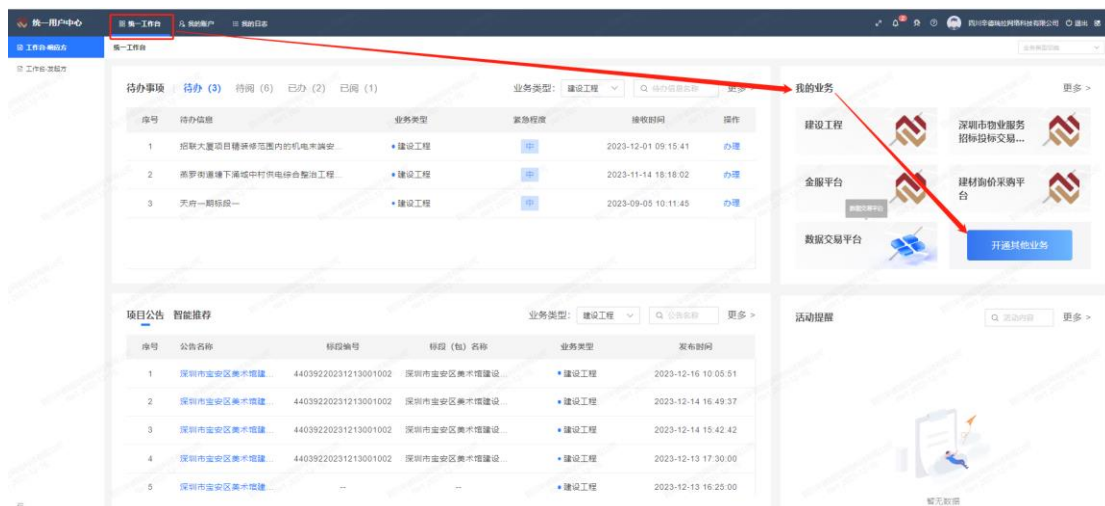 统一用户中心
统一工作台 我的账户 我的日志
退出
工作台-响应方
统一工作台
工作台-发起方
待办事项 待办 (3) 待阅 (6) 已办 (2) 已阅 (1) 业务类型: 建设工程 待办信息名称 更多 >
序号 待办信息 业务类型 紧急程度 接收时间 操作
1 招联大厦项目精装修范围内的机电末端安... 建设工程 中 2023-12-01 09:15:41 办理
2 燕罗街道塘下涌城中村供电综合整治工程... 建设工程 中 2023-11-14 18:18:02 办理
3 天府一期标段一 建设工程 中 2023-09-05 10:11:45 办理
我的业务 更多 >
建设工程 深圳市物业服务
招标投标交易...
金服平台 建材询价采购平
台
数据交易平台
数据交易平台 开通其他业务
项目公告 智能推荐 业务类型: 建设工程 公告名称 更多 >
序号 公告名称 标段编号 标段 (包) 名称 业务类型 发布时间
1 深圳市宝安区美术馆建... 44039220231213001002 深圳市宝安区美术馆建设... 建设工程 2023-12-16 10:05:51
2 深圳市宝安区美术馆建... 44039220231213001002 深圳市宝安区美术馆建设... 建设工程 2023-12-14 16:49:37
3 深圳市宝安区美术馆建... 44039220231213001002 深圳市宝安区美术馆建设... 建设工程 2023-12-14 15:42:42
4 深圳市宝安区美术馆建... 44039220231213001002 深圳市宝安区美术馆建设... 建设工程 2023-12-13 17:30:00
5 深圳市宝安区美术馆建... -- -- 建设工程 2023-12-13 16:25:00
活动提醒 活动内容 更多 >
暂无数据